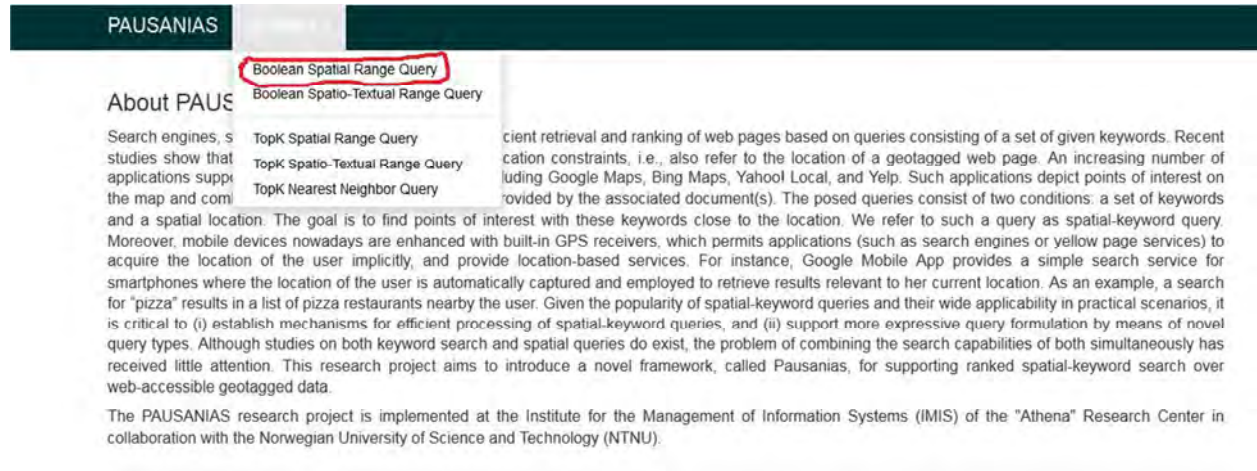 PAUSANIAS
Boolean Spatial Range Query
Boolean Spatio-Textual Range Query
TopK Spatial Range Query
TopK Spatio-Textual Range Query
TopK Nearest Neighbor Query
About PAUS
Search engines, s cient retrieval and ranking of web pages based on queries consisting of a set of given keywords. Recent
studies show that cation constraints, i.e., also refer to the location of a geotagged web page. An increasing number of
applications suppo luding Google Maps, Bing Maps, Yahoo! Local, and Yelp. Such applications depict points of interest on
the map and com rovided by the associated document(s). The posed queries consist of two conditions: a set of keywords
and a spatial location. The goal is to find points of interest with these keywords close to the location. We refer to such a query as spatial-keyword query.
Moreover, mobile devices nowadays are enhanced with built-in GPS receivers, which permits applications (such as search engines or yellow page services) to
acquire the location of the user implicitly, and provide location-based services. For instance, Google Mobile App provides a simple search service for
smartphones where the location of the user is automatically captured and employed to retrieve results relevant to her current location. As an example, a search
for "pizza" results in a list of pizza restaurants nearby the user. Given the popularity of spatial-keyword queries and their wide applicability in practical scenarios, it
is critical to (i) establish mechanisms for efficient processing of spatial-keyword queries, and (ii) support more expressive query formulation by means of novel
query types. Although studies on both keyword search and spatial queries do exist, the problem of combining the search capabilities of both simultaneously has
received little attention. This research project aims to introduce a novel framework, called Pausanias, for supporting ranked spatial-keyword search over
web-accessible geotagged data.
The PAUSANIAS research project is implemented at the Institute for the Management of Information Systems (IMIS) of the "Athena" Research Center in
collaboration with the Norwegian University of Science and Technology (NTNU).